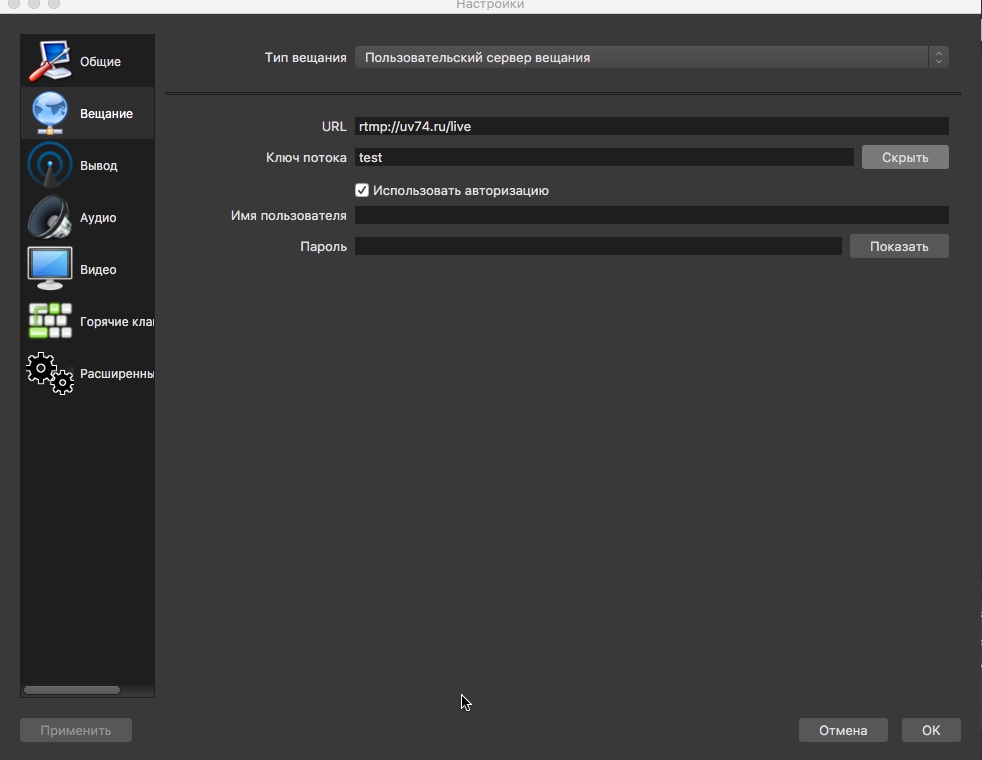 Настройки
Общие
Вещание
Вывод
Аудио
Видео
Горячие кла
Расширенны
Тип вещания Пользовательский сервер вещания
URL rtmp://uv74.ru/live
Ключ потока test Скрыть
Использовать авторизацию
Имя пользователя
Пароль Показать
Применить Отмена OK